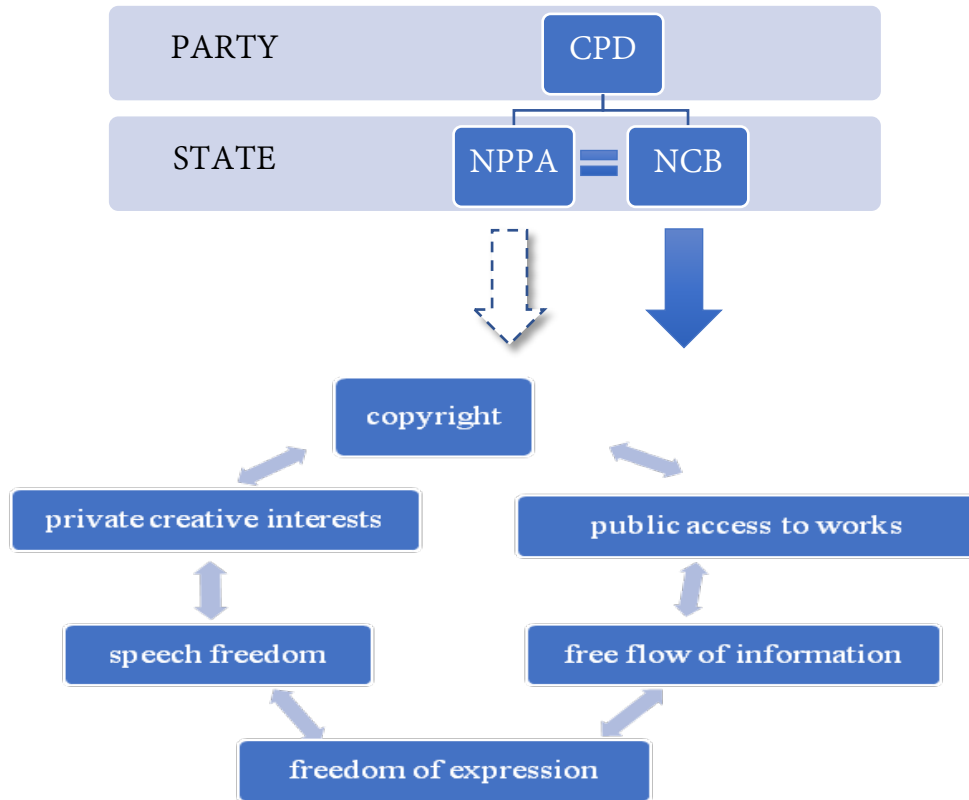 PARTY
CPD
STATE
NPPA
NCB
copyright
private creative interests
public access to works
speech freedom
free flow of information
freedom of expression